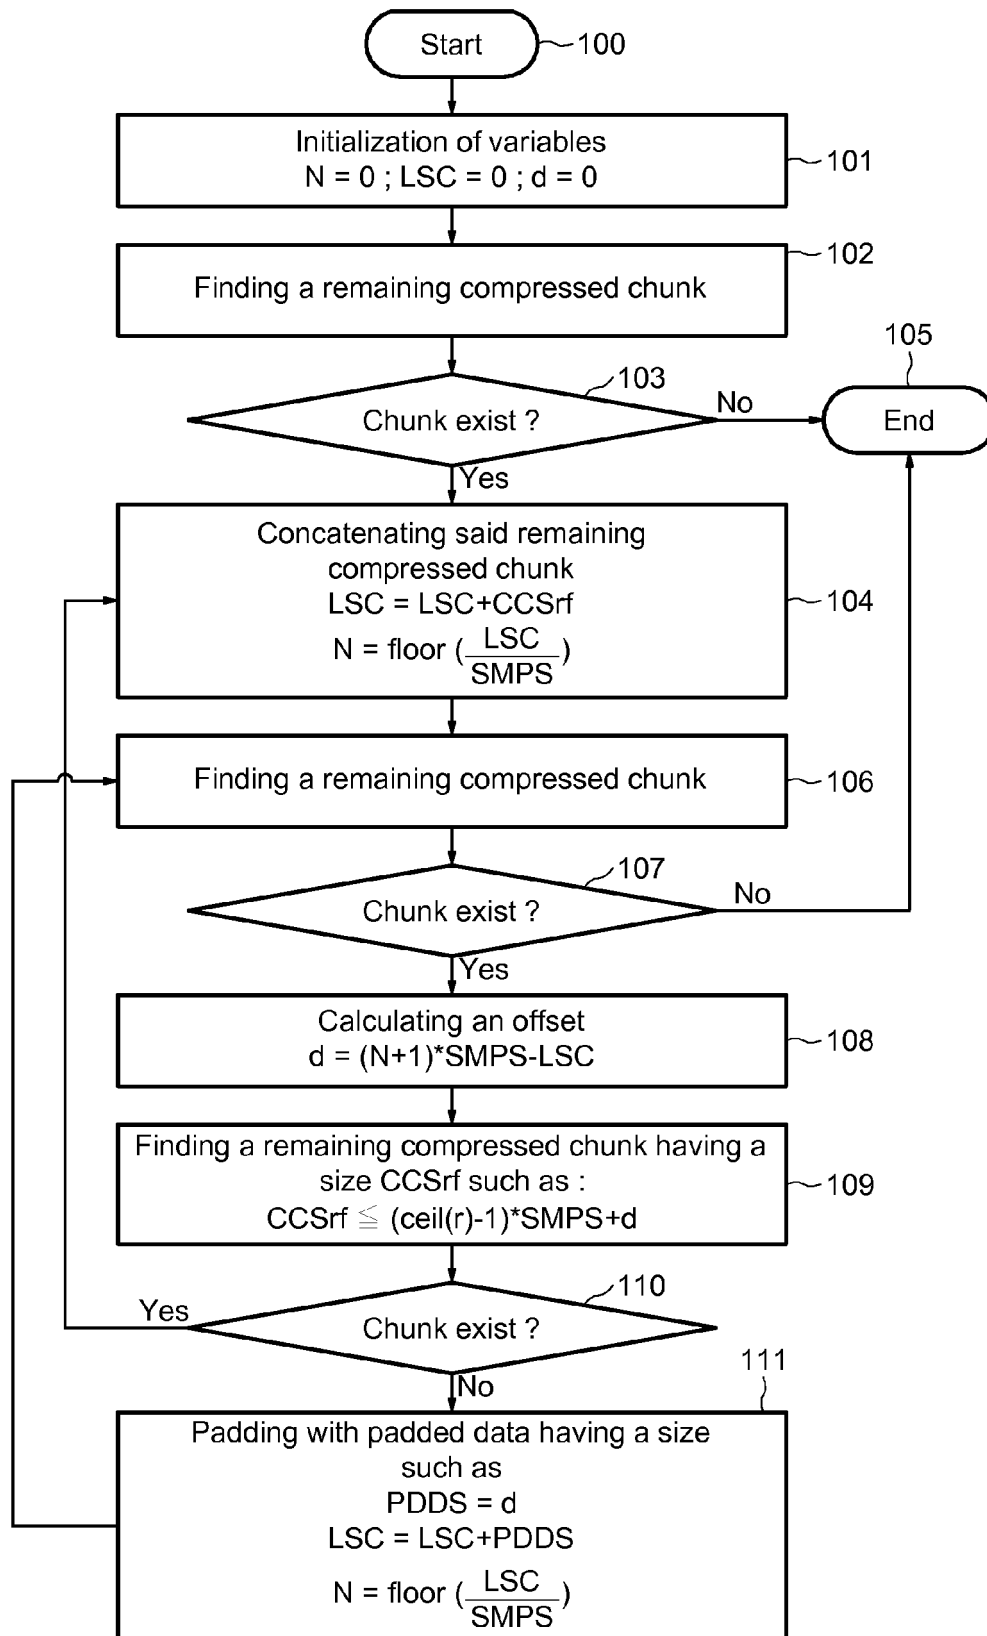 Start
100
Initialization of variables
N = 0 ; LSC = 0 ; d = 0
101
Finding a remaining compressed chunk
102
Chunk exist ?
103
No
Yes
105
End
Concatenating said remaining
compressed chunk
LSC = LSC+CCSrf
N = floor (LSC/SMPS)
104
Finding a remaining compressed chunk
106
Chunk exist ?
107
No
Yes
Calculating an offset
d = (N+1)*SMPS-LSC
108
Finding a remaining compressed chunk having a
size CCSrf such as :
CCSrf ≦ (ceil(r)-1)*SMPS+d
109
Chunk exist ?
110
Yes
No
111
Padding with padded data having a size
such as
PDDS = d
LSC = LSC+PDDS
N = floor (LSC/SMPS)